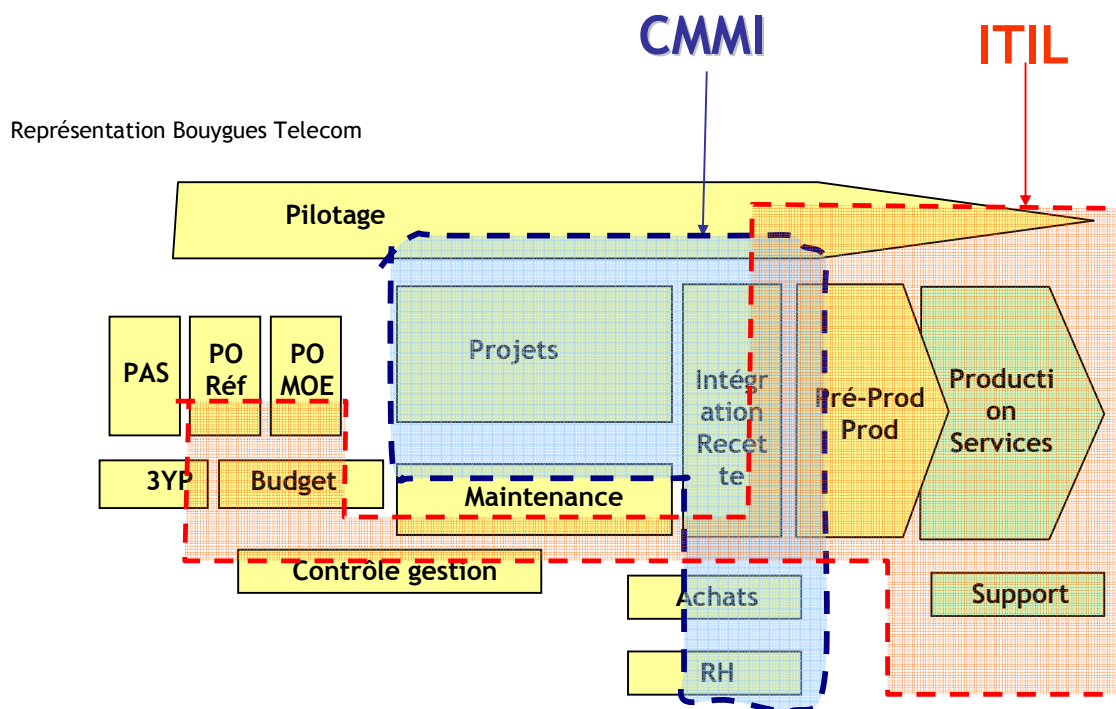 CMMI
ITIL
Représentation Bouygues Telecom
Pilotage
PAS
PO
Réf
PO
MOE
Projets
Intégr
ation
Recet
te
Pré-Prod
Prod
Producti
on
Services
3YP
Budget
Maintenance
Contrôle gestion
Achats
Support
RH